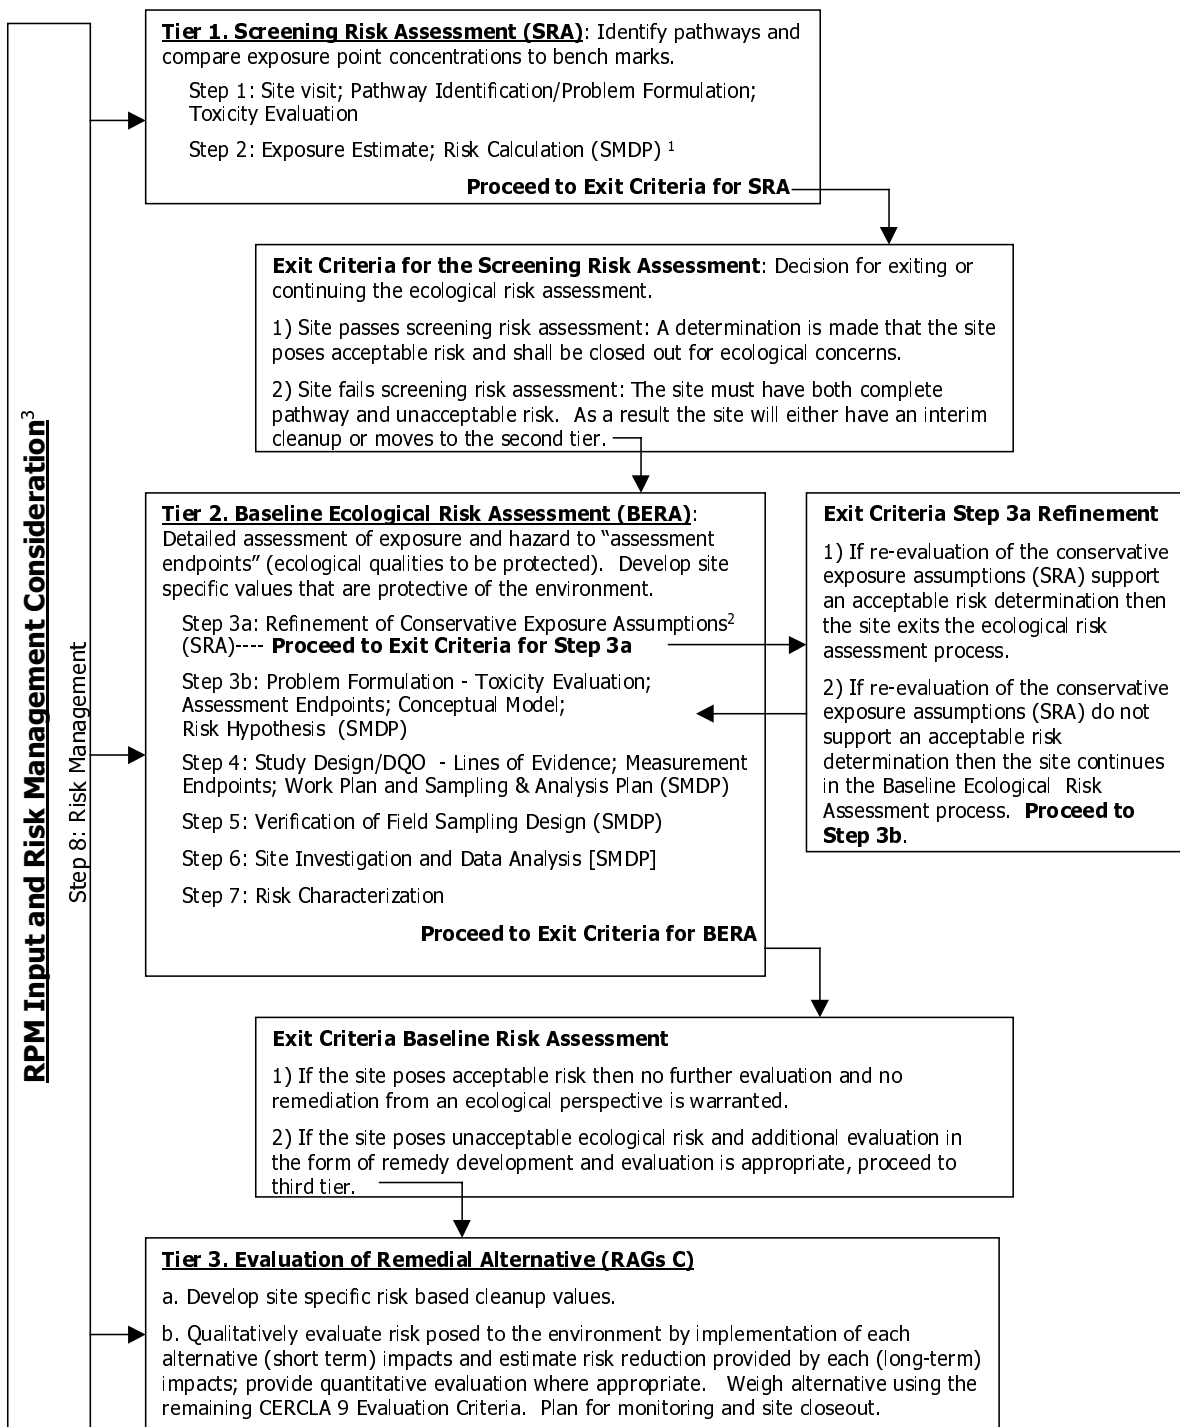 RPM Input and Risk Management Consideration3
Step 8: Risk Management
Tier 1. Screening Risk Assessment (SRA): Identify pathways and
compare exposure point concentrations to bench marks.
Step 1: Site visit; Pathway Identification/Problem Formulation;
Toxicity Evaluation
Step 2: Exposure Estimate; Risk Calculation (SMDP) 1
Proceed to Exit Criteria for SRA
Exit Criteria for the Screening Risk Assessment: Decision for exiting or
continuing the ecological risk assessment.
1) Site passes screening risk assessment: A determination is made that the site
poses acceptable risk and shall be closed out for ecological concerns.
2) Site fails screening risk assessment: The site must have both complete
pathway and unacceptable risk. As a result the site will either have an interim
cleanup or moves to the second tier.
Tier 2. Baseline Ecological Risk Assessment (BERA):
Detailed assessment of exposure and hazard to “assessment
endpoints” (ecological qualities to be protected). Develop site
specific values that are protective of the environment.
Step 3a: Refinement of Conservative Exposure Assumptions2
(SRA)---- Proceed to Exit Criteria for Step 3a
Step 3b: Problem Formulation - Toxicity Evaluation;
Assessment Endpoints; Conceptual Model;
Risk Hypothesis (SMDP)
Step 4: Study Design/DQO - Lines of Evidence; Measurement
Endpoints; Work Plan and Sampling & Analysis Plan (SMDP)
Step 5: Verification of Field Sampling Design (SMDP)
Step 6: Site Investigation and Data Analysis [SMDP]
Step 7: Risk Characterization
Proceed to Exit Criteria for BERA
Exit Criteria Step 3a Refinement
1) If re-evaluation of the conservative
exposure assumptions (SRA) support
an acceptable risk determination then
the site exits the ecological risk
assessment process.
2) If re-evaluation of the conservative
exposure assumptions (SRA) do not
support an acceptable risk
determination then the site continues
in the Baseline Ecological Risk
Assessment process. Proceed to
Step 3b.
Exit Criteria Baseline Risk Assessment
1) If the site poses acceptable risk then no further evaluation and no
remediation from an ecological perspective is warranted.
2) If the site poses unacceptable ecological risk and additional evaluation in
the form of remedy development and evaluation is appropriate, proceed to
third tier.
Tier 3. Evaluation of Remedial Alternative (RAGs C)
a. Develop site specific risk based cleanup values.
b. Qualitatively evaluate risk posed to the environment by implementation of each
alternative (short term) impacts and estimate risk reduction provided by each (long-term)
impacts; provide quantitative evaluation where appropriate. Weigh alternative using the
remaining CERCLA 9 Evaluation Criteria. Plan for monitoring and site closeout.